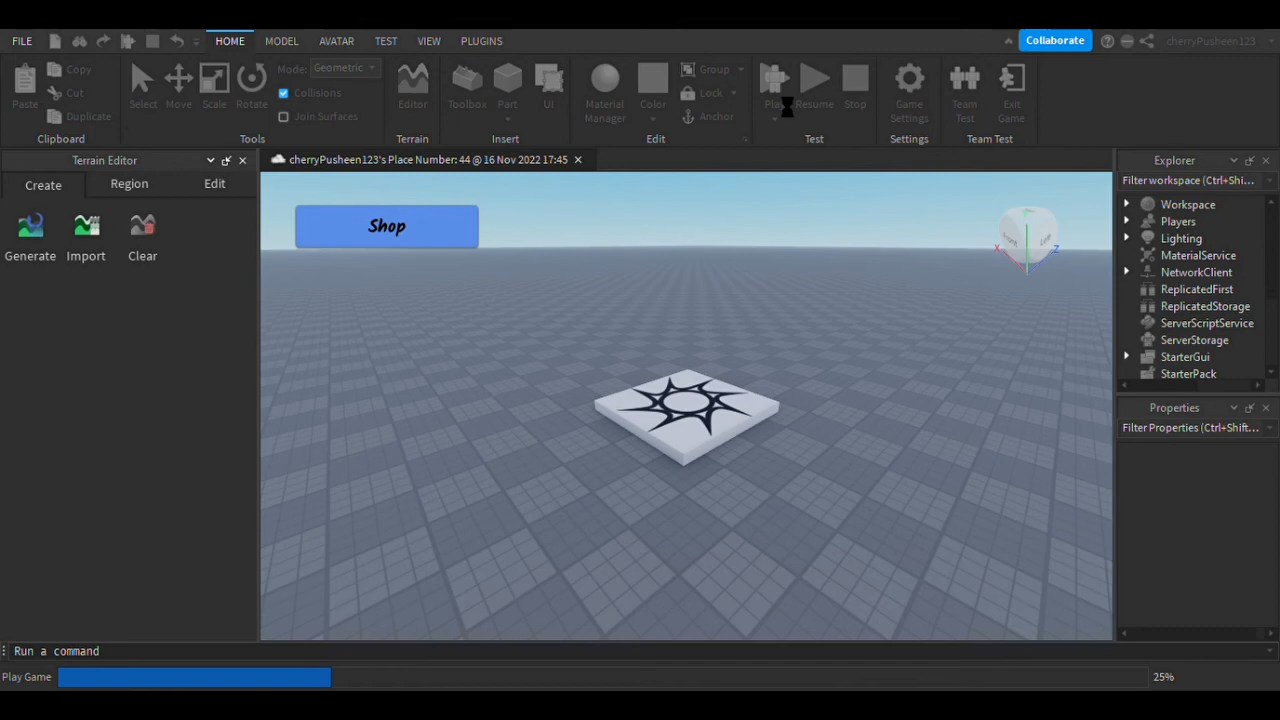 FILE HOME MODEL AVATAR TEST VIEW PLUGINS Collaborate cherryPusheen123
Paste Copy Cut Duplicate
Clipboard
Select Move Scale Rotate Mode: Geometric Collisions Join Surfaces
Tools
Editor
Terrain
Toolbox Part UI
Insert
Material Manager Color Group Lock Anchor
Edit
Play Resume Stop
Test
Game Settings
Settings
Team Test Exit Game
Team Test
Terrain Editor
Create Region Edit
Generate Import Clear
cherryPusheen123's Place Number: 44 @ 16 Nov 2022 17:45
Shop
Front Left
X Z
Explorer
Filter workspace (Ctrl+Shi...
Workspace
Players
Lighting
MaterialService
NetworkClient
ReplicatedFirst
ReplicatedStorage
ServerScriptService
ServerStorage
StarterGui
StarterPack
Properties
Filter Properties (Ctrl+Shift...
Run a command
Play Game 25%